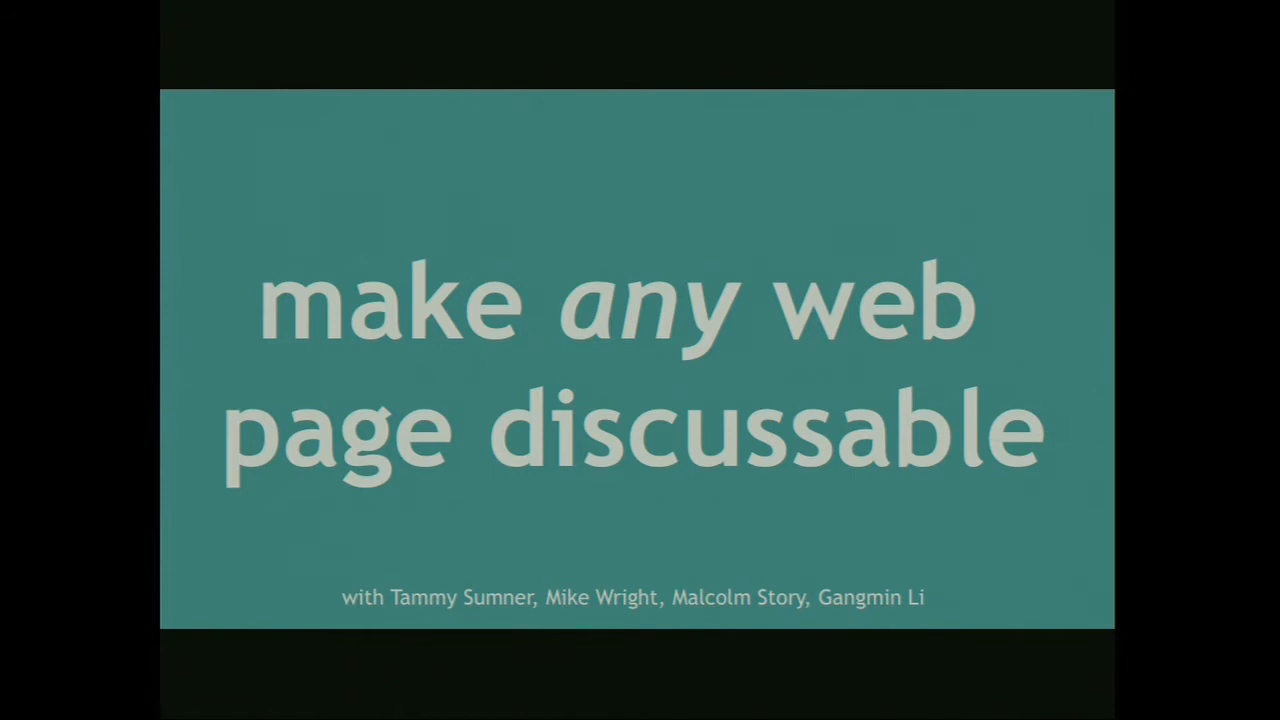 make any web
page discussable
with Tammy Sumner, Mike Wright, Malcolm Story, Gangmin Li